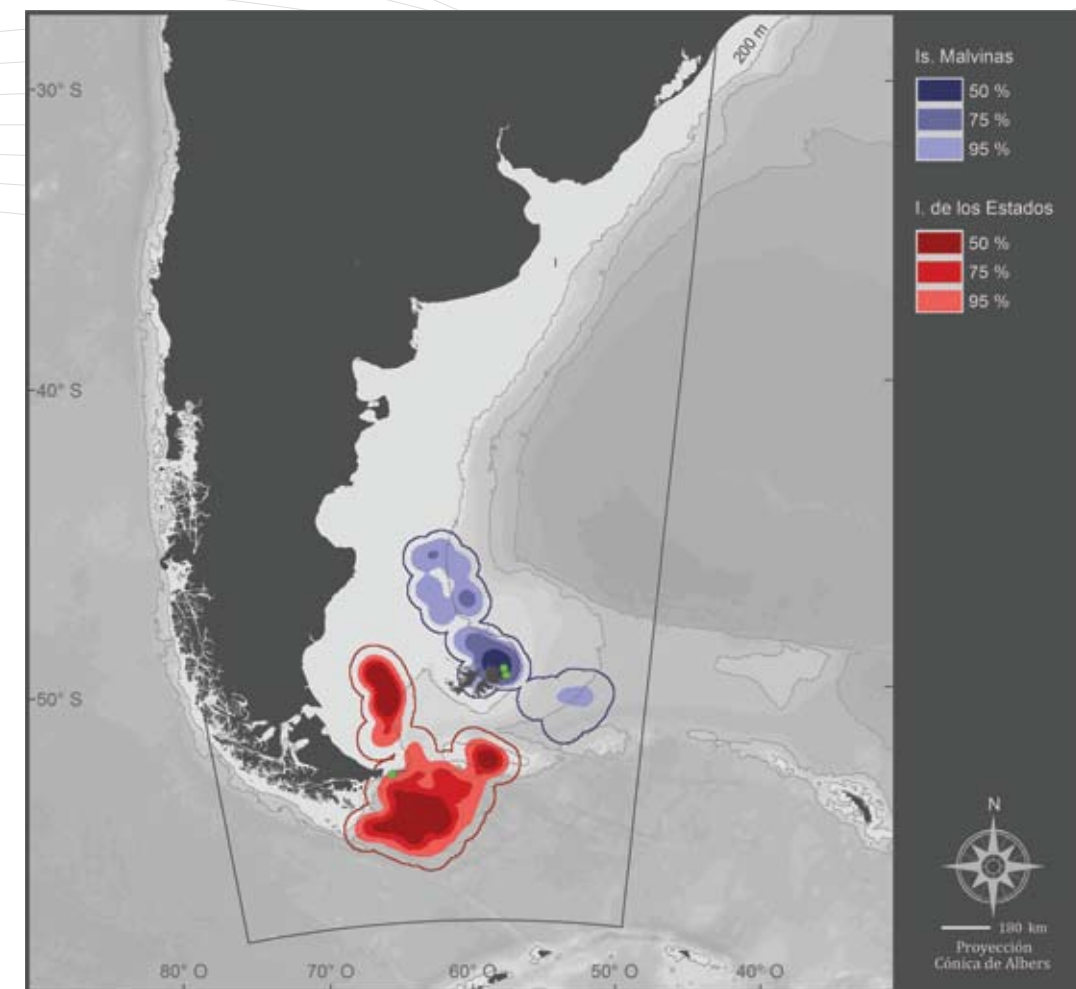 200 m
30° S
40° S
50° S
80° O
70° O
60° O
50° O
40° O
Is. Malvinas
50 %
75 %
95 %
I. de los Estados
50 %
75 %
95 %
N
180 km
Proyección
Cónica de Albers